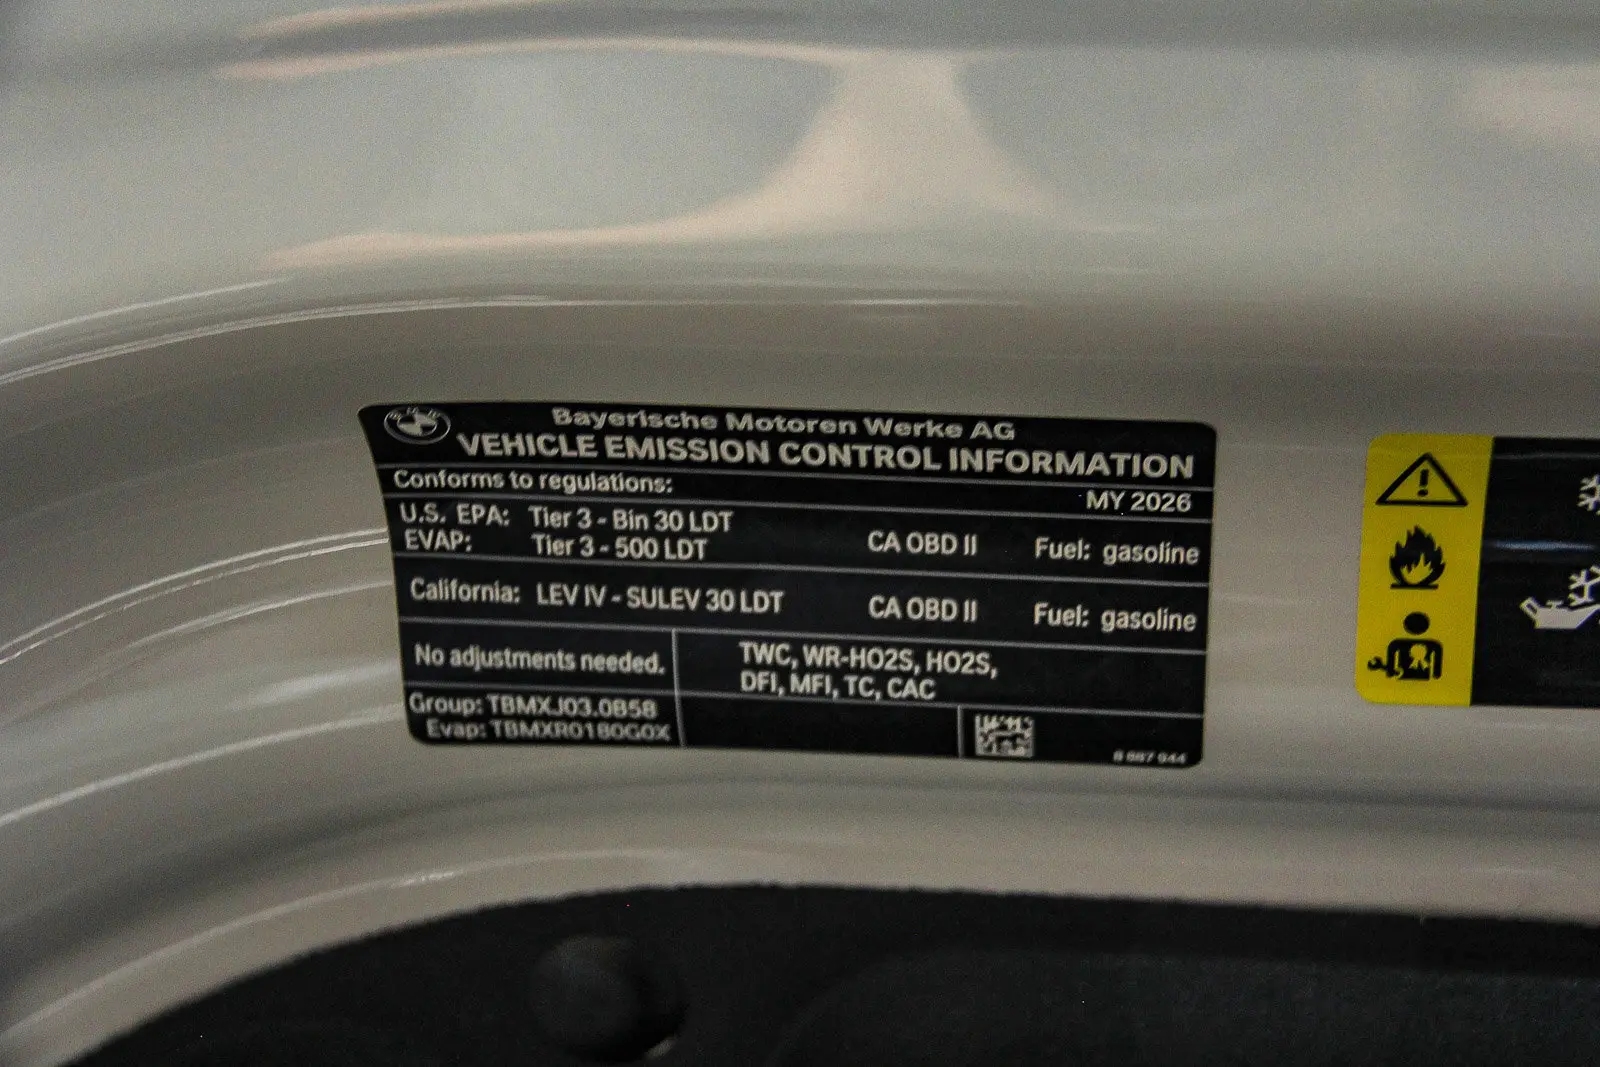 Bayerische Motoren Werke AG
VEHICLE EMISSION CONTROL INFORMATION
Conforms to regulations:
MY 2026
U.S. EPA: Tier 3 - Bin 30 LDT
EVAP: Tier 3 - 500 LDT
CA OBD II Fuel: gasoline
California: LEV IV - SULEV 30 LDT CA OBD II Fuel: gasoline
No adjustments needed.
TWC, WR-HO2S, HO2S,
DFI, MFI, TC, CAC
Group: TBMXJ03.0B58
Evap: TBMXR0180G0X